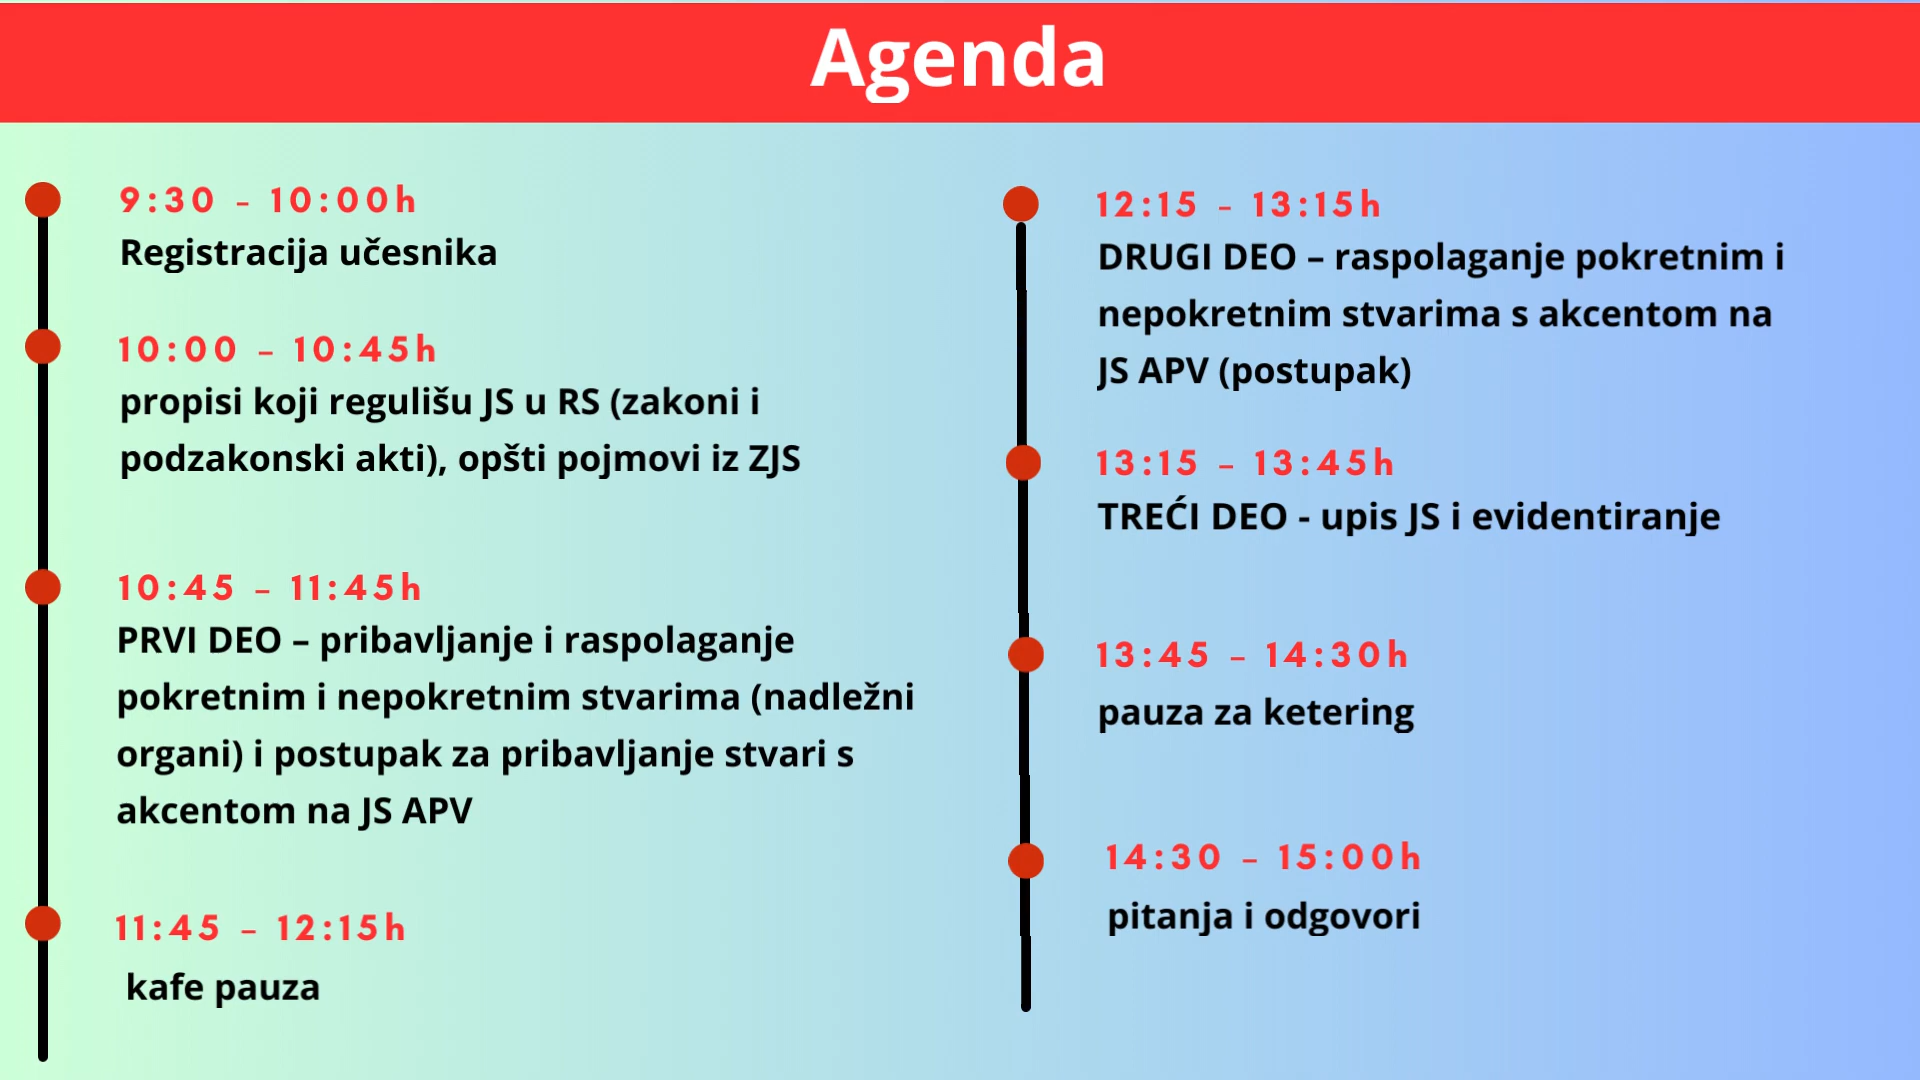 Agenda
9:30 – 10:00h
Registracija učesnika
10:00 – 10:45h
propisi koji regulišu JS u RS (zakoni i
podzakonski akti), opšti pojmovi iz ZJS
10:45 – 11:45h
PRVI DEO – pribavljanje i raspolaganje
pokretnim i nepokretnim stvarima (nadležni
organi) i postupak za pribavljanje stvari s
akcentom na JS APV
11:45 – 12:15h
kafe pauza
12:15 – 13:15h
DRUGI DEO – raspolaganje pokretnim i
nepokretnim stvarima s akcentom na
JS APV (postupak)
13:15 – 13:45h
TREĆI DEO - upis JS i evidentiranje
13:45 – 14:30h
pauza za ketering
14:30 – 15:00h
pitanja i odgovori